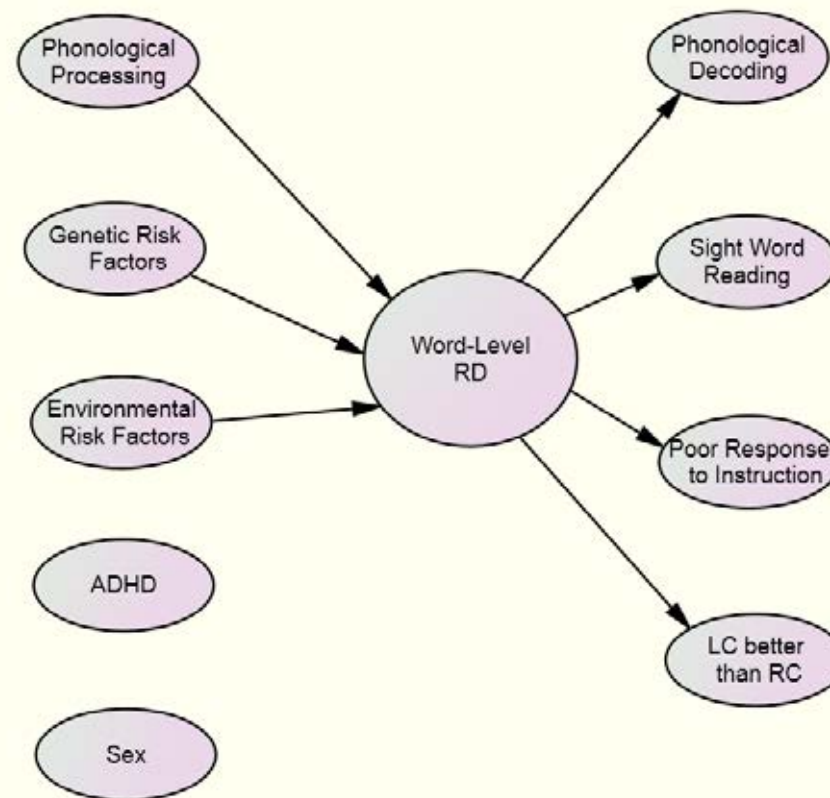 Phonological
Processing
Genetic Risk
Factors
Environmental
Risk Factors
ADHD
Sex
Word-Level
RD
Phonological
Decoding
Sight Word
Reading
Poor Response
to Instruction
LC better
than RC